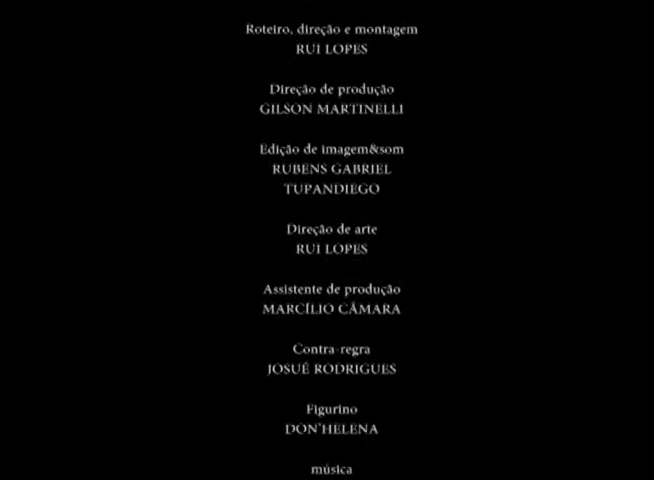 Roteiro, direção e montagem
RUI LOPES
Direção de produção
GILSON MARTINELLI
Edição de imagem&som
RUBENS GABRIEL
TUPANDIEGO
Direção de arte
RUI LOPES
Assistente de produção
MARCÍLIO CÂMARA
Contra-regra
JOSUÉ RODRIGUES
Figurino
DON'HELENA
música